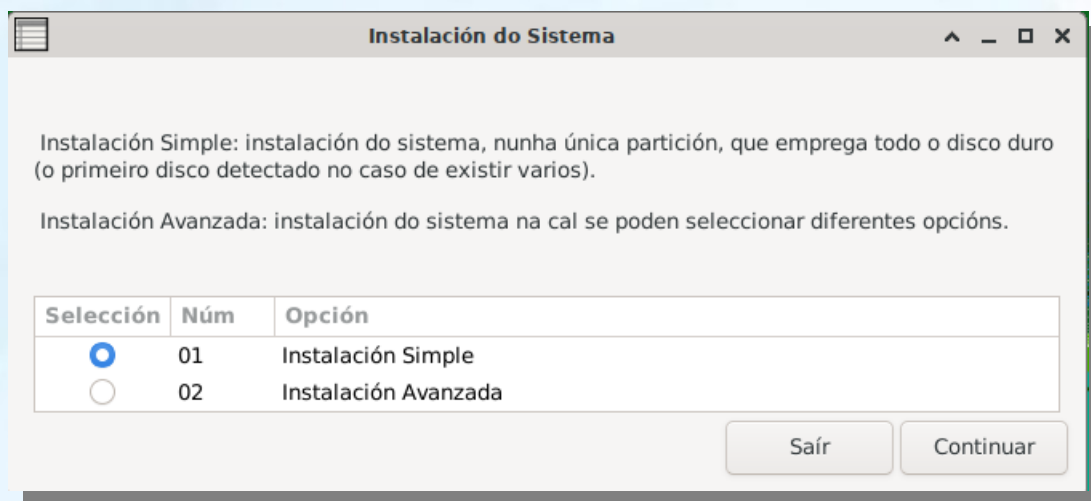 Instalación do Sistema
Instalación Simple: instalación do sistema, nunha única partición, que emprega todo o disco duro
(o primeiro disco detectado no caso de existir varios).
Instalación Avanzada: instalación do sistema na cal se poden seleccionar diferentes opcións.
Selección Núm Opción
01 Instalación Simple
02 Instalación Avanzada
Saír Continuar